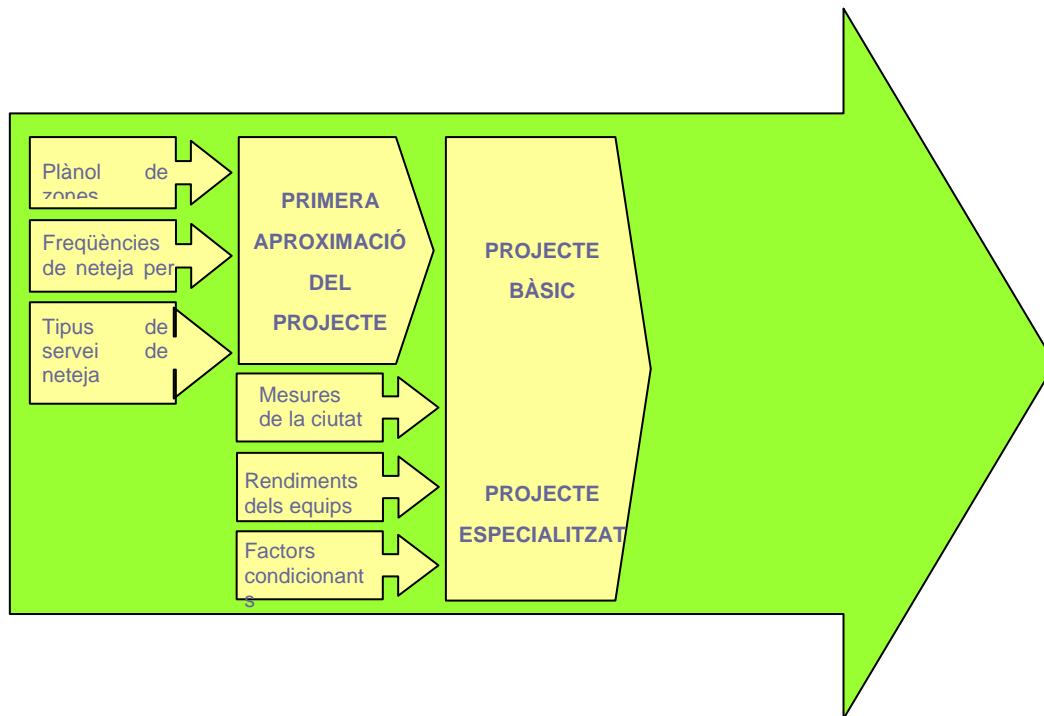 Plànol de
zones
Freqüències
de neteja per
Tipus de
servei de
neteja
PRIMERA
APROXIMACIÓ
DEL
PROJECTE
Mesures
de la ciutat
Rendiments
dels equips
Factors
condicionant
s
PROJECTE
BÀSIC
PROJECTE
ESPECIALITZAT